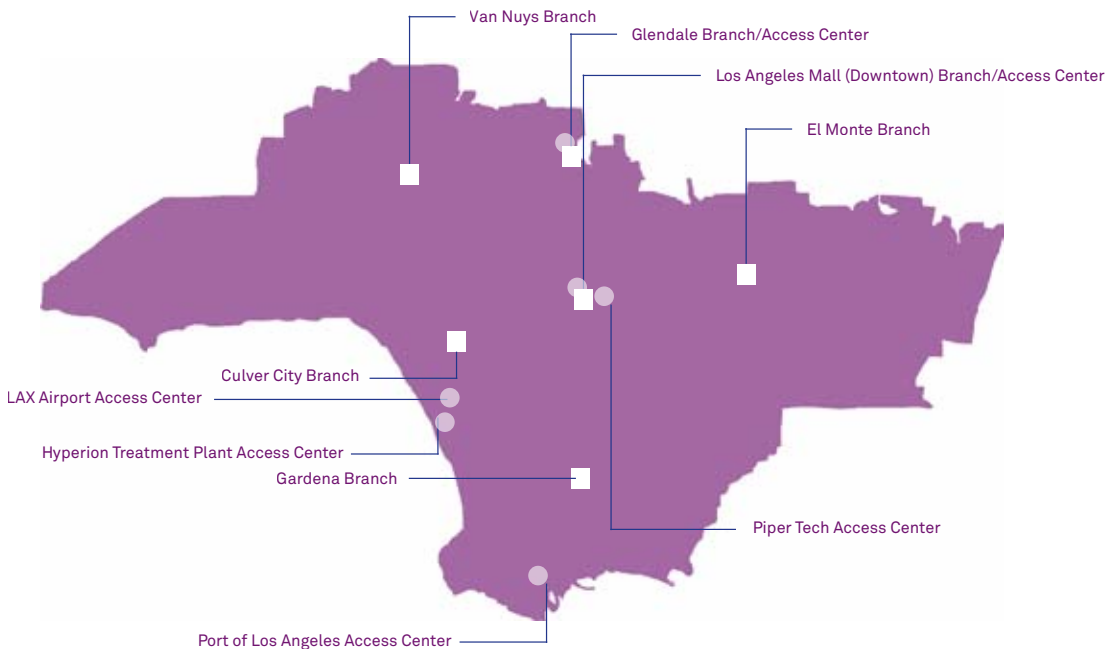 Van Nuys Branch
Glendale Branch/Access Center
Los Angeles Mall (Downtown) Branch/Access Center
El Monte Branch
Culver City Branch
LAX Airport Access Center
Hyperion Treatment Plant Access Center
Gardena Branch
Piper Tech Access Center
Port of Los Angeles Access Center